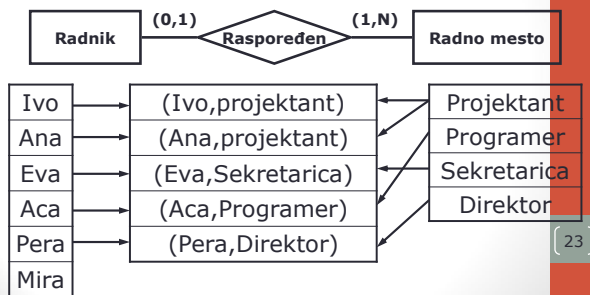 (0,1) (1,N)
Radnik Raspoređen Radno mesto
Ivo (Ivo,projektant) Projektant
Ana (Ana,projektant) Programer
Eva (Eva,Sekretarica) Sekretarica
Aca (Aca,Programer) Direktor
Pera (Pera,Direktor)
Mira
23